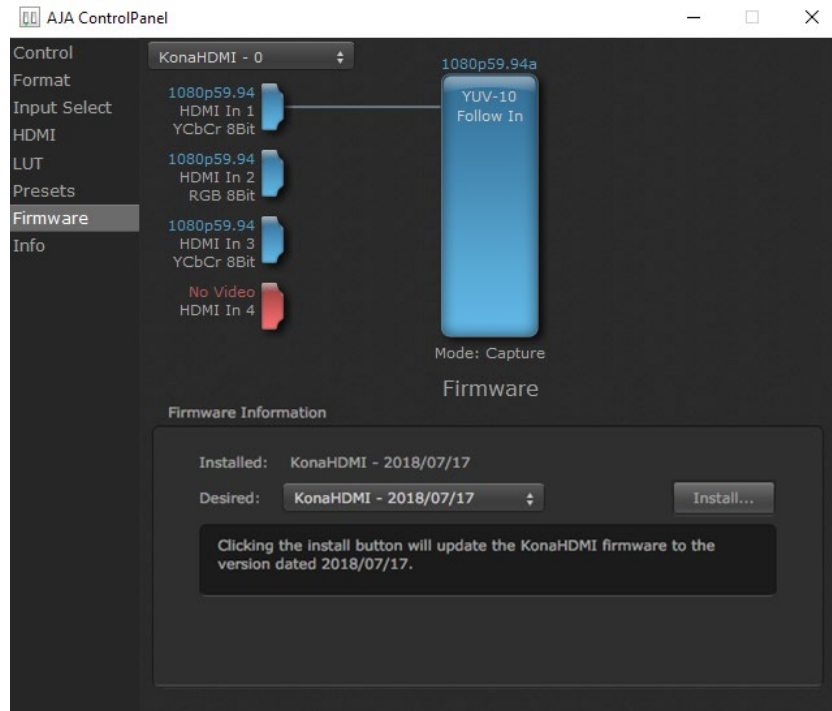 AJA ControlPanel
Control
Format
Input Select
HDMI
LUT
Presets
Firmware
Info
KonaHDMI - 0
1080p59.94
HDMI In 1
YCbCr 8Bit
1080p59.94
HDMI In 2
RGB 8Bit
1080p59.94
HDMI In 3
YCbCr 8Bit
No Video
HDMI In 4
1080p59.94a
YUV-10
Follow In
Mode: Capture
Firmware
Firmware Information
Installed: KonaHDMI - 2018/07/17
Desired: KonaHDMI - 2018/07/17 Install...
Clicking the install button will update the KonaHDMI firmware to the
version dated 2018/07/17.